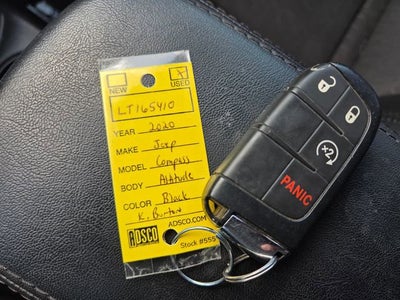 NEW X USED
LT165410
YEAR 2020
MAKE Jeep
MODEL Compass
BODY Altitude
COLOR Black
K. Burton
ADSCO.COM
ADSCO Stock #555
x2
PANIC